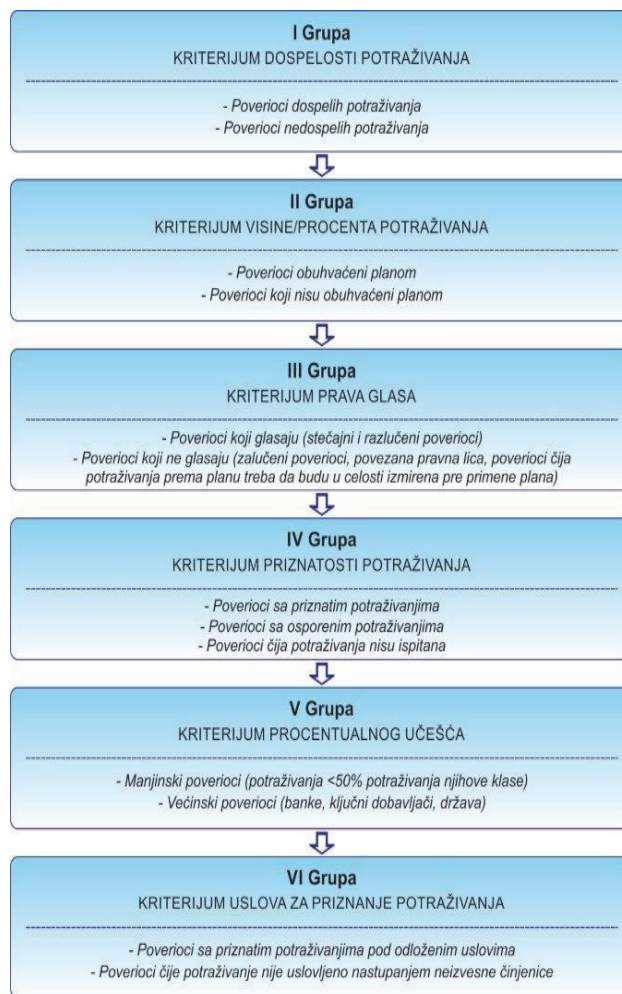 I Grupa
KRITERIJUM DOSPELOSTI POTRAŽIVANJA
- Poverioci dospelih potraživanja
- Poverioci nedospelih potraživanja
II Grupa
KRITERIJUM VISINE/PROCENTA POTRAŽIVANJA
- Poverioci obuhvaćeni planom
- Poverioci koji nisu obuhvaćeni planom
III Grupa
KRITERIJUM PRAVA GLASA
- Poverioci koji glasaju (stečajni i razlučeni poverioci)
- Poverioci koji ne glasaju (zalučeni poverioci, povezana pravna lica, poverioci čija
potraživanja prema planu treba da budu u celosti izmirena pre primene plana)
IV Grupa
KRITERIJUM PRIZNATOSTI POTRAŽIVANJA
- Poverioci sa priznatim potraživanjima
- Poverioci sa osporenim potraživanjima
- Poverioci čija potraživanja nisu ispitana
V Grupa
KRITERIJUM PROCENTUALNOG UČEŠĆA
- Manjinski poverioci (potraživanja <50% potraživanja njihove klase)
- Većinski poverioci (banke, ključni dobavljači, država)
VI Grupa
KRITERIJUM USLOVA ZA PRIZNANJE POTRAŽIVANJA
- Poverioci sa priznatim potraživanjima pod odloženim uslovima
- Poverioci čije potraživanje nije uslovljeno nastupanjem neizvesne činjenice